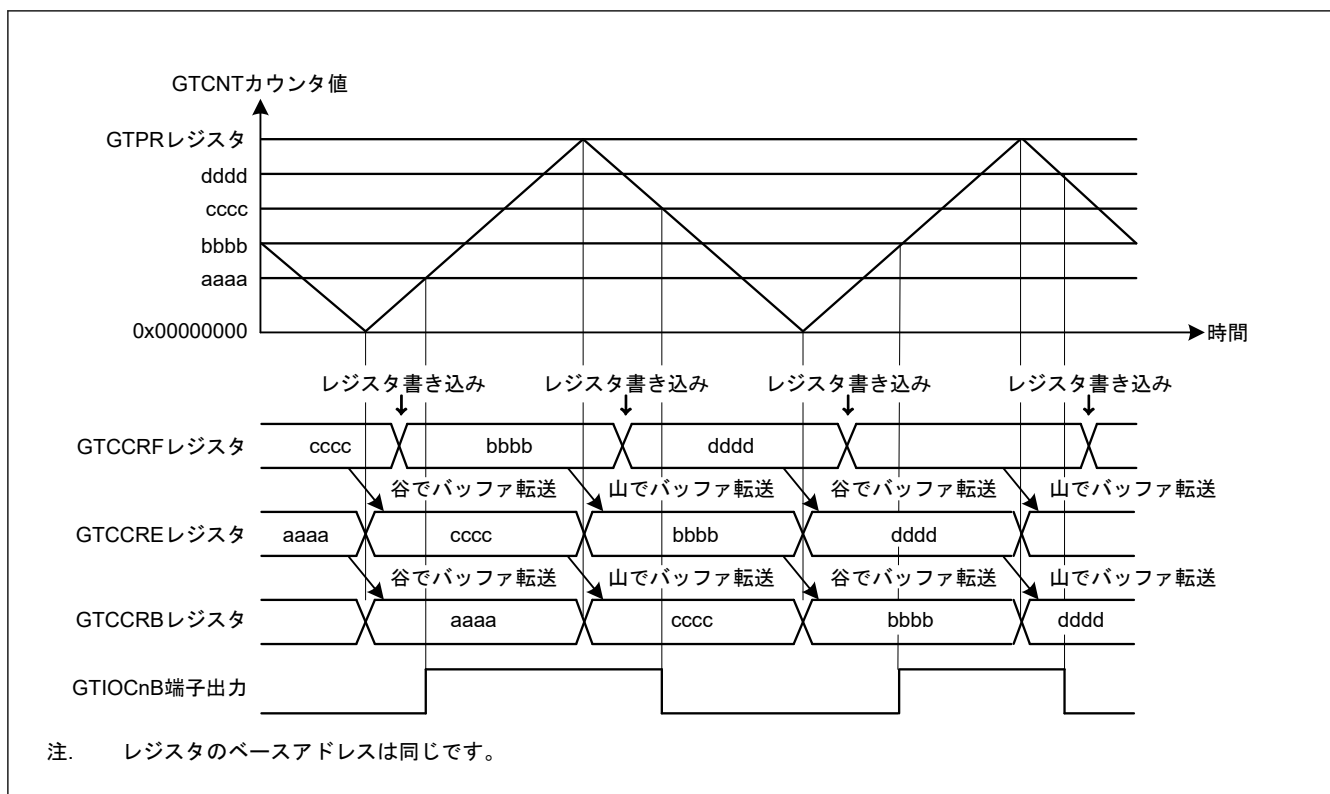 GTCNTカウンタ値
GTPRレジスタ
dddd
cccc
bbbb
aaaa
0x00000000
時間
レジスタ書き込み レジスタ書き込み レジスタ書き込み レジスタ書き込み
GTCCRFレジスタ cccc bbbb dddd
谷でバッファ転送 山でバッファ転送 谷でバッファ転送 山でバッファ転送
GTCCREレジスタ aaaa cccc bbbb dddd
谷でバッファ転送 山でバッファ転送 谷でバッファ転送 山でバッファ転送
GTCCRBレジスタ aaaa cccc bbbb dddd
GTIOCnB端子出力
注. レジスタのベースアドレスは同じです。